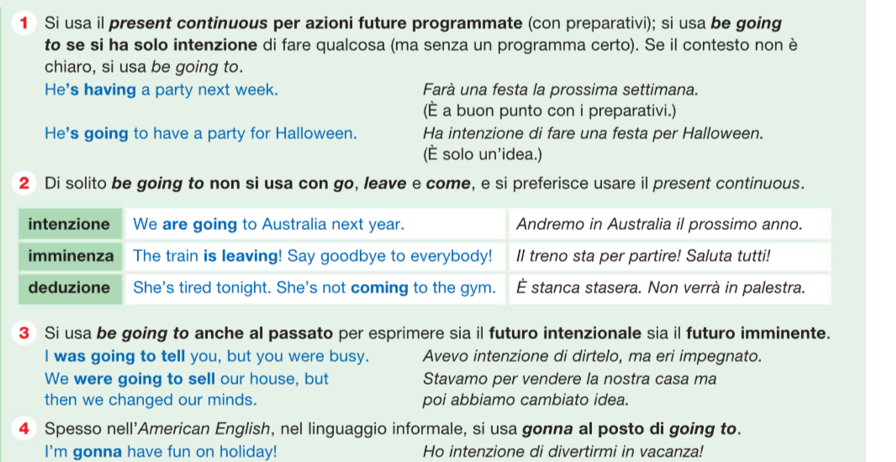 1 Si usa il present continuous per azioni future programmate (con preparativi); si usa be going
to se si ha solo intenzione di fare qualcosa (ma senza un programma certo). Se il contesto non è
chiaro, si usa be going to.
He's having a party next week. Farà una festa la prossima settimana.
(È a buon punto con i preparativi.)
He's going to have a party for Halloween. Ha intenzione di fare una festa per Halloween.
(È solo un'idea.)
2 Di solito be going to non si usa con go, leave e come, e si preferisce usare il present continuous.
intenzione We are going to Australia next year. Andremo in Australia il prossimo anno.
imminenza The train is leaving! Say goodbye to everybody! Il treno sta per partire! Saluta tutti!
deduzione She's tired tonight. She's not coming to the gym. È stanca stasera. Non verrà in palestra.
3 Si usa be going to anche al passato per esprimere sia il futuro intenzionale sia il futuro imminente.
I was going to tell you, but you were busy. Avevo intenzione di dirtelo, ma eri impegnato.
We were going to sell our house, but Stavamo per vendere la nostra casa ma
then we changed our minds. poi abbiamo cambiato idea.
4 Spesso nell'American English, nel linguaggio informale, si usa gonna al posto di going to.
I'm gonna have fun on holiday! Ho intenzione di divertirmi in vacanza!